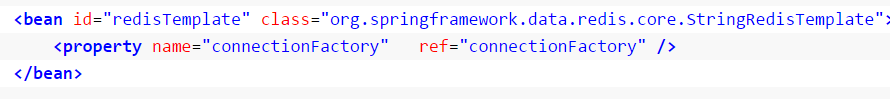 <bean id="redisTemplate" class="org.springframework.data.redis.core.StringRedisTemplate">
    <property name="connectionFactory"   ref="connectionFactory" />
</bean>